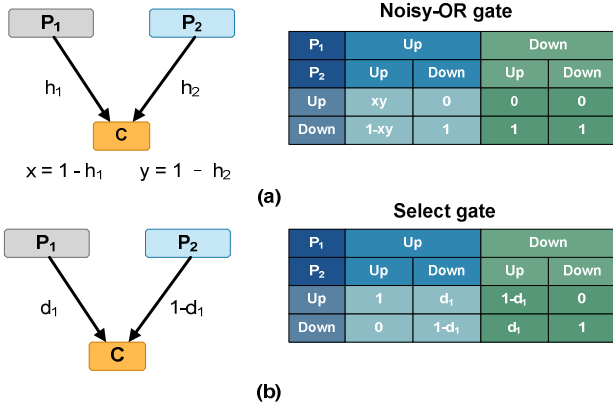 P₁ P₂
h₁ h₂
C
x = 1 - h₁ y = 1 - h₂
Noisy-OR gate
P₁ Up Down
P₂ Up Down Up Down
Up xy 0 0 0
Down 1-xy 1 1 1
(a)
P₁ P₂
d₁ 1-d₁
C
Select gate
P₁ Up Down
P₂ Up Down Up Down
Up 1 d₁ 1-d₁ 0
Down 0 1-d₁ d₁ 1
(b)